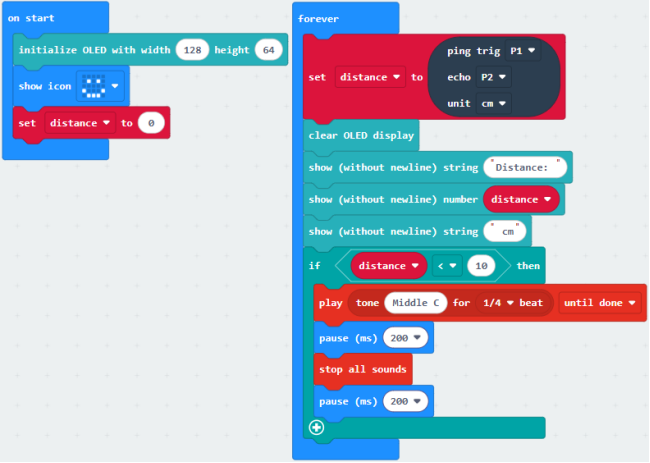 on start
initialize OLED with width 128 height 64
show icon
set distance to 0
forever
set distance to ping trig P1
echo P2
unit cm
clear OLED display
show (without newline) string "Distance: "
show (without newline) number distance
show (without newline) string " cm"
if distance < 10 then
play tone Middle C for 1/4 beat until done
pause (ms) 200
stop all sounds
pause (ms) 200